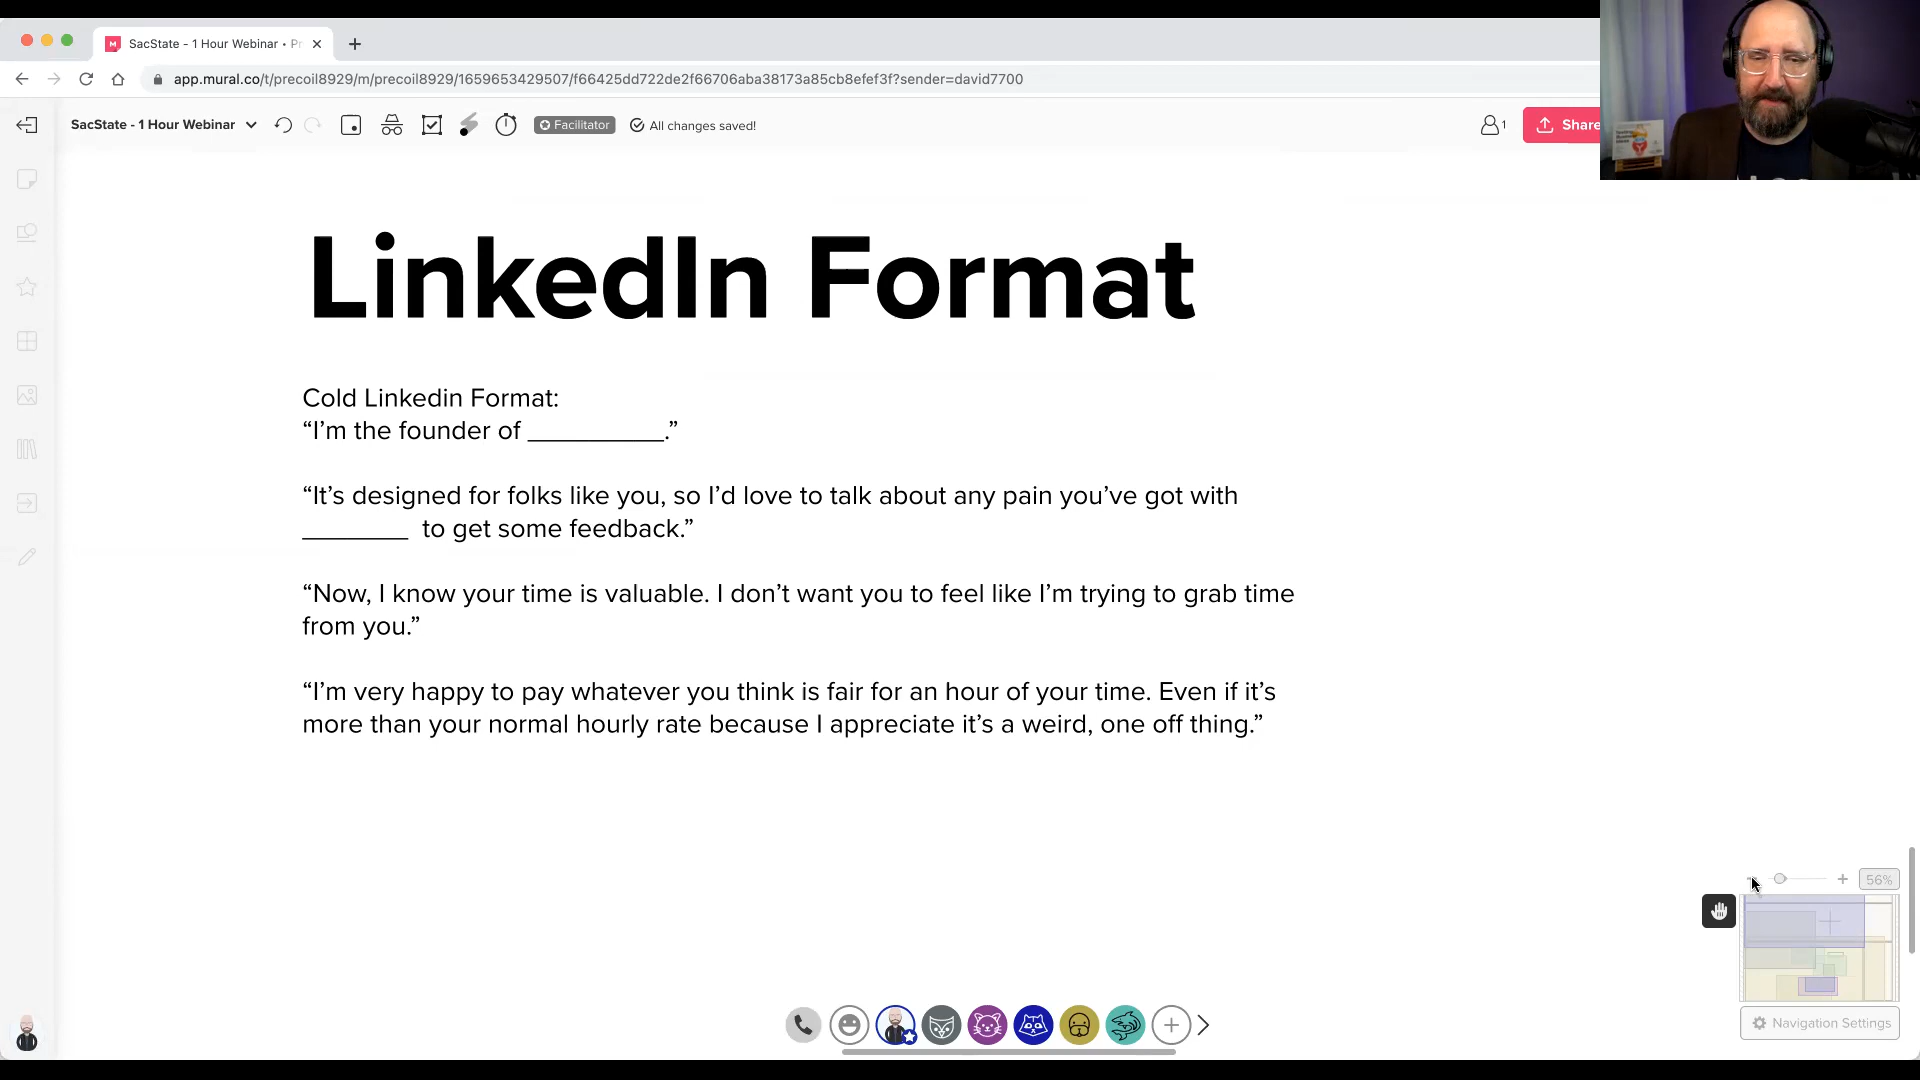 SacState - 1 Hour Webinar • Pr
app.mural.co/t/precoil8929/m/precoil8929/1659653429507/f66425dd722de2f66706aba38173a85cb8efef3f?sender=david7700
SacState - 1 Hour Webinar
Facilitator
All changes saved!
1
Share
LinkedIn Format
Cold Linkedin Format:
“I’m the founder of __________.”
“It’s designed for folks like you, so I’d love to talk about any pain you’ve got with
________ to get some feedback.”
“Now, I know your time is valuable. I don’t want you to feel like I’m trying to grab time
from you.”
“I’m very happy to pay whatever you think is fair for an hour of your time. Even if it’s
more than your normal hourly rate because I appreciate it’s a weird, one off thing.”
56%
Navigation Settings